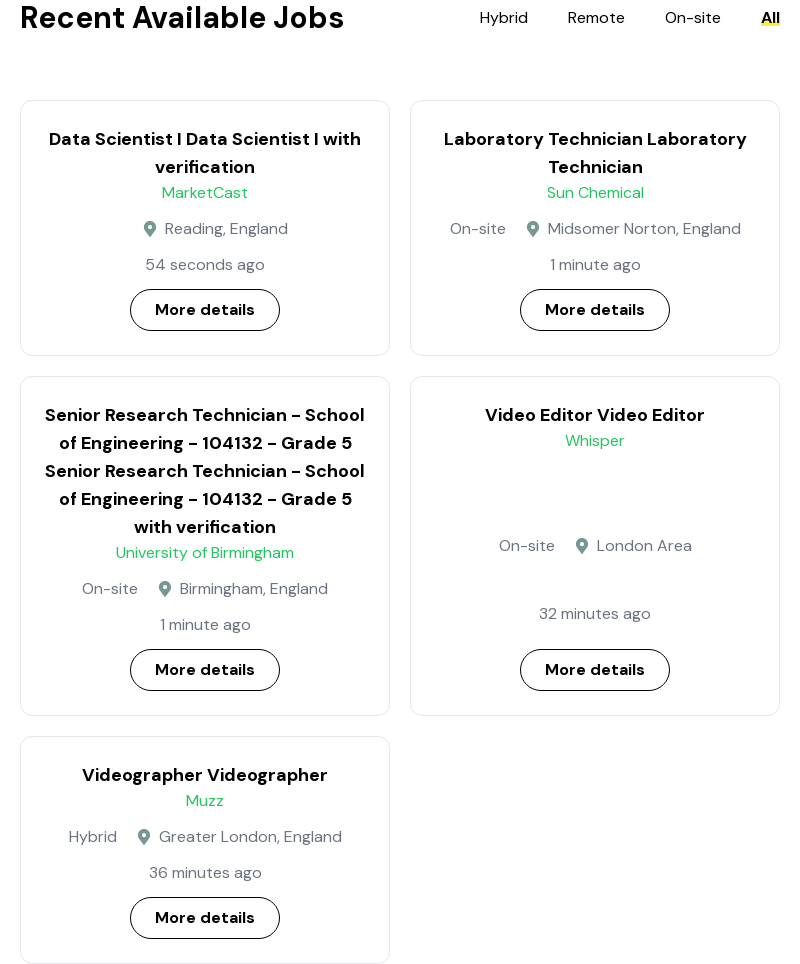 Recent Available Jobs
Hybrid Remote On-site All
Data Scientist I Data Scientist I with
verification
MarketCast
Reading, England
54 seconds ago
More details
Laboratory Technician Laboratory
Technician
Sun Chemical
On-site Midsomer Norton, England
1 minute ago
More details
Senior Research Technician - School
of Engineering - 104132 - Grade 5
Senior Research Technician - School
of Engineering - 104132 - Grade 5
with verification
University of Birmingham
On-site Birmingham, England
1 minute ago
More details
Video Editor Video Editor
Whisper
On-site London Area
32 minutes ago
More details
Videographer Videographer
Muzz
Hybrid Greater London, England
36 minutes ago
More details